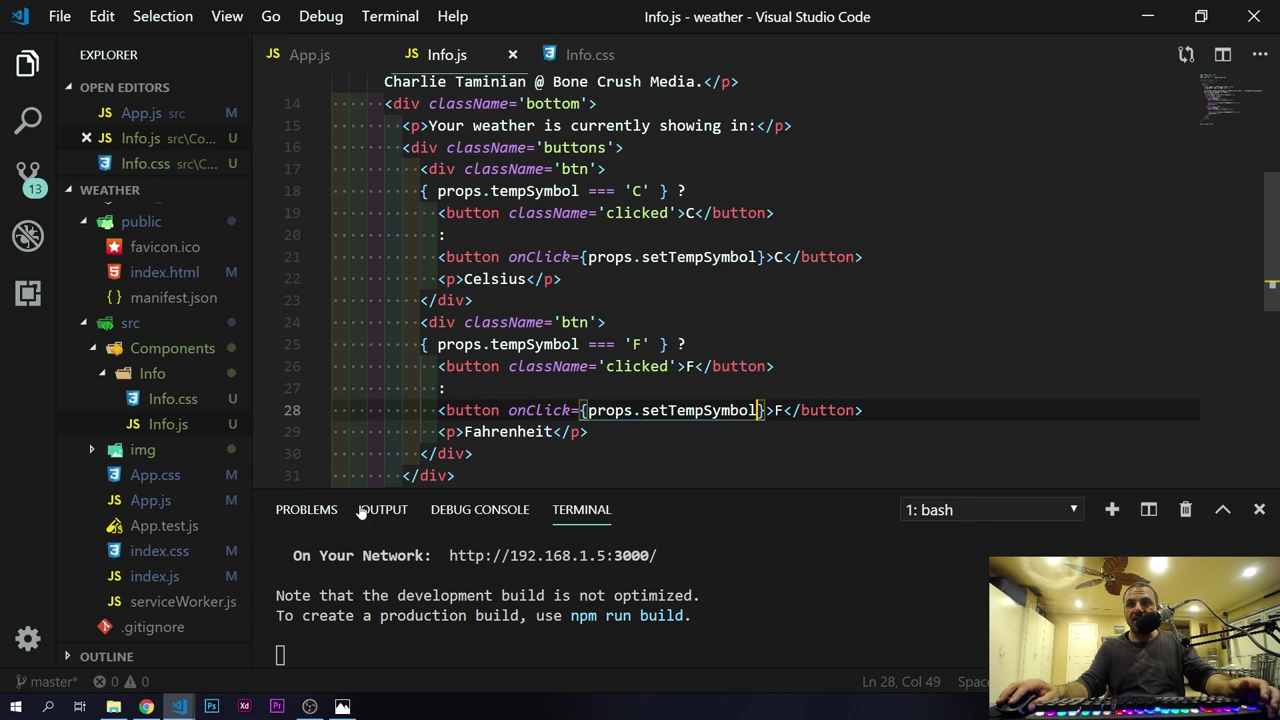 File Edit Selection View Go Debug Terminal Help
Info.js - weather - Visual Studio Code
EXPLORER
OPEN EDITORS
App.js src M
Info.js src\Co... U
Info.css src\C... U
WEATHER
public
favicon.ico
index.html M
manifest.json
src
Components
Info
Info.css U
Info.js U
img
App.css M
App.js M
App.test.js
index.css M
index.js M
serviceWorker.js
.gitignore
OUTLINE
13
App.js Info.js Info.css
Charlie Taminian @ Bone Crush Media.</p>
14 <div className='bottom'>
15 <p>Your weather is currently showing in:</p>
16 <div className='buttons'>
17 <div className='btn'>
18 { props.tempSymbol === 'C' } ?
19 <button className='clicked'>C</button>
20 :
21 <button onClick={props.setTempSymbol}>C</button>
22 <p>Celsius</p>
23 </div>
24 <div className='btn'>
25 { props.tempSymbol === 'F' } ?
26 <button className='clicked'>F</button>
27 :
28 <button onClick={props.setTempSymbol}>F</button>
29 <p>Fahrenheit</p>
30 </div>
31 </div>
PROBLEMS OUTPUT DEBUG CONSOLE TERMINAL
1: bash
On Your Network: http://192.168.1.5:3000/
Note that the development build is not optimized.
To create a production build, use npm run build.
master* 0 0
Ln 28, Col 49
Ps Xd Pr